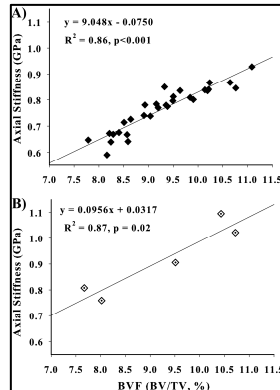 A)
y = 9.048x - 0.0750
R² = 0.86, p<0.001
Axial Stiffness (GPa)
1.1
1.0
0.9
0.8
0.7
0.6
7.0 7.5 8.0 8.5 9.0 9.5 10.0 10.5 11.0 11.5
B)
y = 0.0956x + 0.0317
R² = 0.87, p = 0.02
Axial Stiffness (GPa)
1.1
1.0
0.9
0.8
0.7
0.6
7.0 7.5 8.0 8.5 9.0 9.5 10.0 10.5 11.0 11.5
BVF (BV/TV, %)